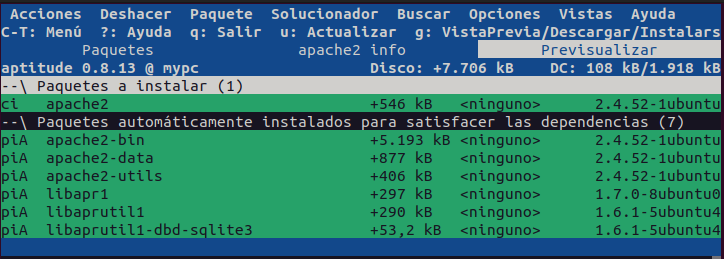 Acciones Deshacer Paquete Solucionador Buscar Opciones Vistas Ayuda
C-T: Menú ?: Ayuda q: Salir u: Actualizar g: VistaPrevia/Descargar/Instalars
Paquetes apache2 info Previsualizar
aptitude 0.8.13 @ mypc Disco: +7.706 kB DC: 108 kB/1.918 kB
--\ Paquetes a instalar (1)
ci apache2 +546 kB <ninguno> 2.4.52-1ubuntu
--\ Paquetes automáticamente instalados para satisfacer las dependencias (7)
piA apache2-bin +5.193 kB <ninguno> 2.4.52-1ubuntu
piA apache2-data +877 kB <ninguno> 2.4.52-1ubuntu
piA apache2-utils +406 kB <ninguno> 2.4.52-1ubuntu
piA libapr1 +297 kB <ninguno> 1.7.0-8ubuntu0
piA libaprutil1 +290 kB <ninguno> 1.6.1-5ubuntu4
piA libaprutil1-dbd-sqlite3 +53,2 kB <ninguno> 1.6.1-5ubuntu4